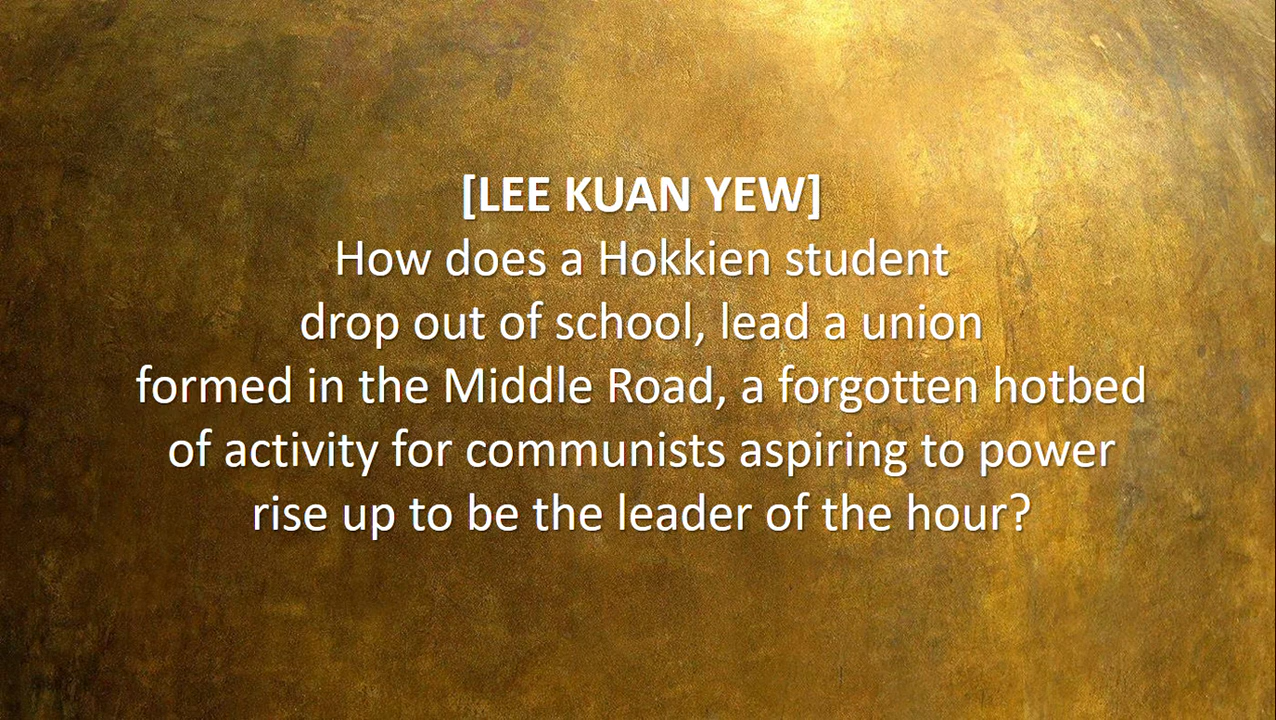 [LEE KUAN YEW]
How does a Hokkien student
drop out of school, lead a union
formed in the Middle Road, a forgotten hotbed
of activity for communists aspiring to power
rise up to be the leader of the hour?